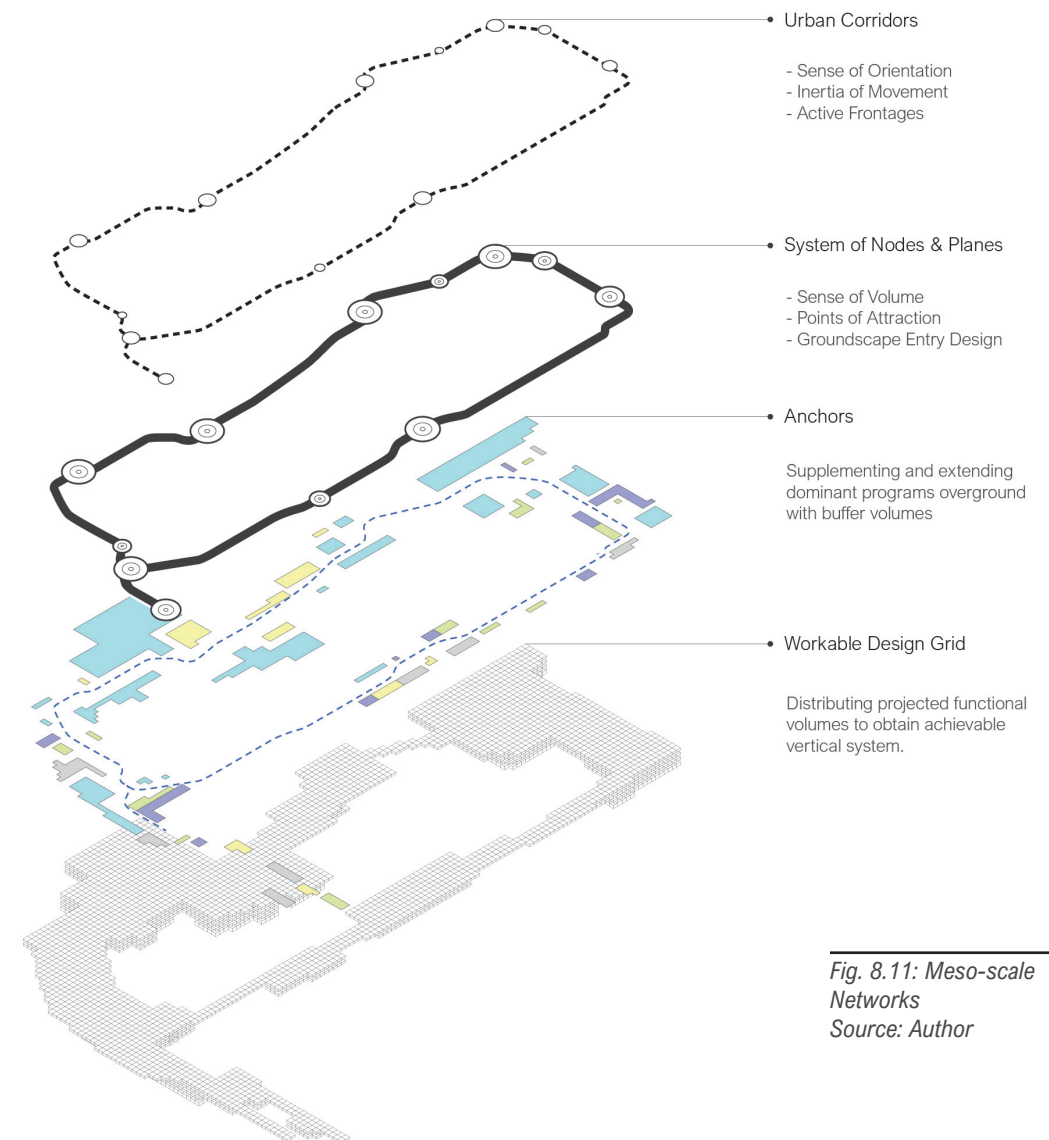 Urban Corridors
- Sense of Orientation
- Inertia of Movement
- Active Frontages
System of Nodes & Planes
- Sense of Volume
- Points of Attraction
- Groundscape Entry Design
Anchors
Supplementing and extending
dominant programs overground
with buffer volumes
Workable Design Grid
Distributing projected functional
volumes to obtain achievable
vertical system.
Fig. 8.11: Meso-scale
Networks
Source: Author